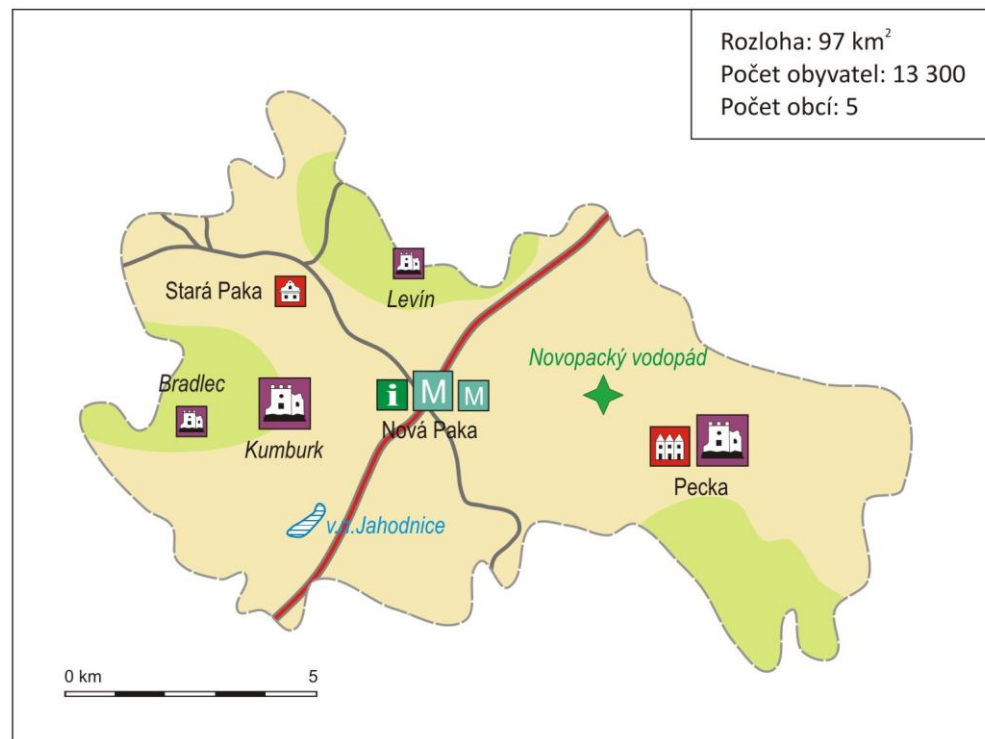 Rozloha: 97 km²
Počet obyvatel: 13 300
Počet obcí: 5
Stará Paka
Levín
Novopacký vodopád
Bradlec
Kumburk
i M M
Nová Paka
Pecka
v.n.Jahodnice
0 km 5